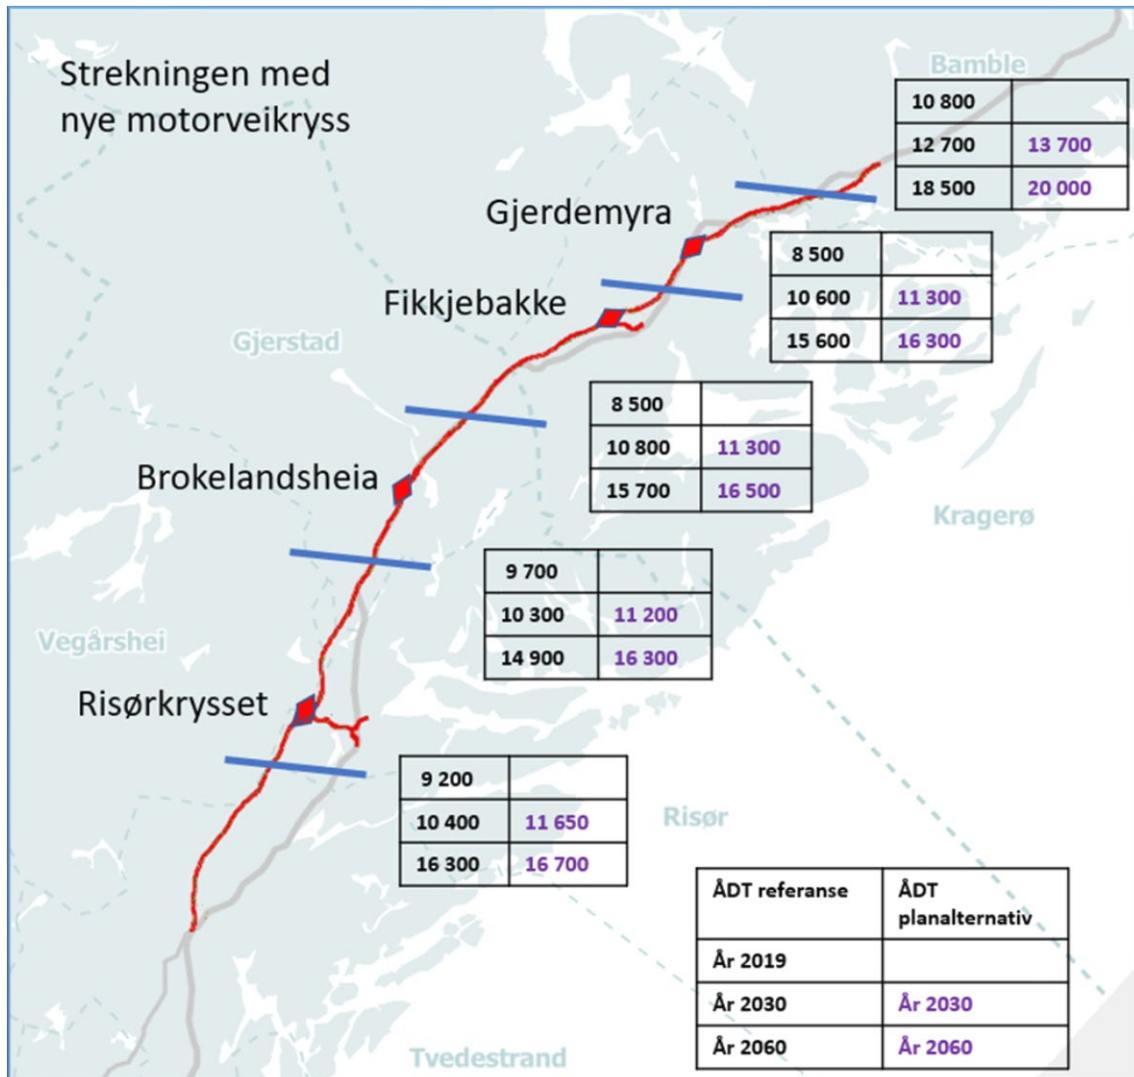 Strekningen med
nye motorveikryss
Bamble
10 800
12 700 13 700
18 500 20 000
Gjerdemyra
8 500
10 600 11 300
15 600 16 300
Fikkjebakke
Gjerstad
8 500
10 800 11 300
15 700 16 500
Brokelandsheia
Kragerø
9 700
10 300 11 200
14 900 16 300
Vegårshei
Risørkrysset
9 200
10 400 11 650
16 300 16 700
Risør
ÅDT referanse ÅDT
planalternativ
År 2019
År 2030 År 2030
År 2060 År 2060
Tvedestrand